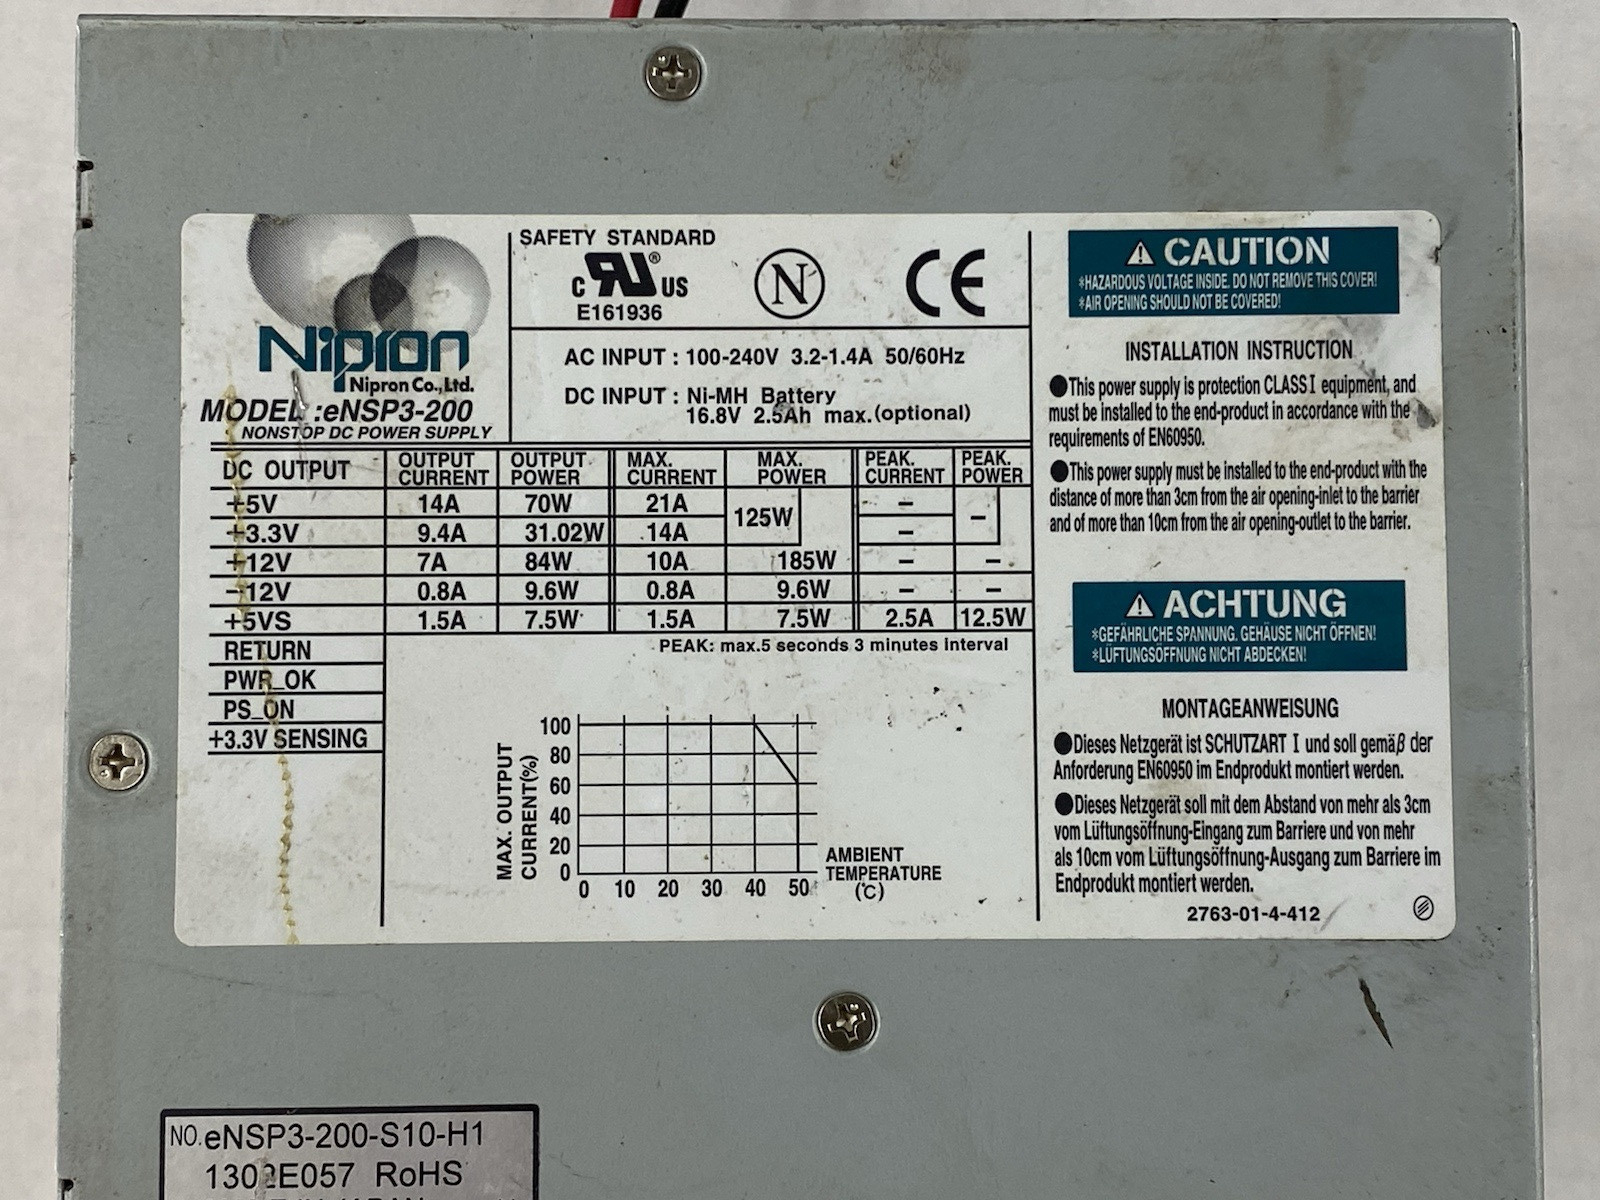 Nipron
Nipron Co.,Ltd.
MODEL :eNSP3-200
NONSTOP DC POWER SUPPLY
SAFETY STANDARD
C RU ® US
E161936
N
CE
AC INPUT : 100-240V 3.2-1.4A 50/60Hz
DC INPUT : Ni-MH Battery
16.8V 2.5Ah max.(optional)
DC OUTPUT OUTPUT CURRENT OUTPUT POWER MAX. CURRENT MAX. POWER PEAK. CURRENT PEAK. POWER
+5V 14A 70W 21A 125W – –
+3.3V 9.4A 31.02W 14A –
+12V 7A 84W 10A 185W – –
-12V 0.8A 9.6W 0.8A 9.6W – –
+5VS 1.5A 7.5W 1.5A 7.5W 2.5A 12.5W
RETURN
PEAK: max.5 seconds 3 minutes interval
PWR_OK
PS_ON
+3.3V SENSING
MAX. OUTPUT
CURRENT(%)
100
80
60
40
20
0
0 10 20 30 40 50
AMBIENT
TEMPERATURE
(℃)
⚠ CAUTION
*HAZARDOUS VOLTAGE INSIDE. DO NOT REMOVE THIS COVER!
*AIR OPENING SHOULD NOT BE COVERED!
INSTALLATION INSTRUCTION
●This power supply is protection CLASS I equipment, and
must be installed to the end-product in accordance with the
requirements of EN60950.
●This power supply must be installed to the end-product with the
distance of more than 3cm from the air opening-inlet to the barrier
and of more than 10cm from the air opening-outlet to the barrier.
⚠ ACHTUNG
*GEFÄHRLICHE SPANNUNG. GEHÄUSE NICHT ÖFFNEN!
*LÜFTUNGSÖFFNUNG NICHT ABDECKEN!
MONTAGEANWEISUNG
●Dieses Netzgerät ist SCHUTZART I und soll gemäβ der
Anforderung EN60950 im Endprodukt montiert werden.
●Dieses Netzgerät soll mit dem Abstand von mehr als 3cm
vom Lüftungsöffnung-Eingang zum Barriere und von mehr
als 10cm vom Lüftungsöffnung-Ausgang zum Barriere im
Endprodukt montiert werden.
2763-01-4-412
NO. eNSP3-200-S10-H1
1302E057 RoHS